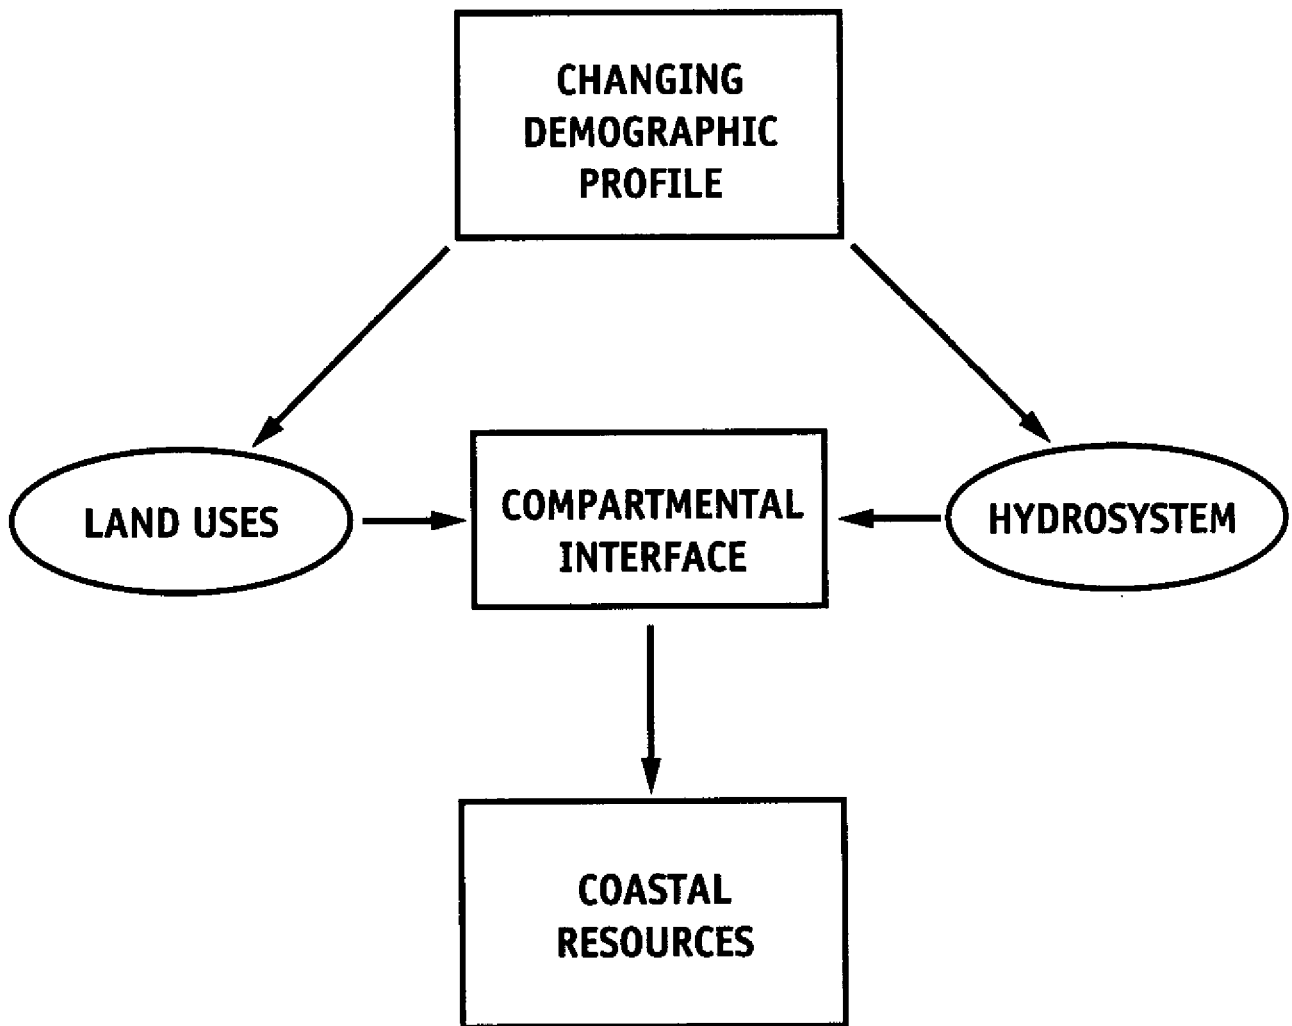 CHANGING
DEMOGRAPHIC
PROFILE
LAND USES
COMPARTMENTAL
INTERFACE
HYDROSYSTEM
COASTAL
RESOURCES